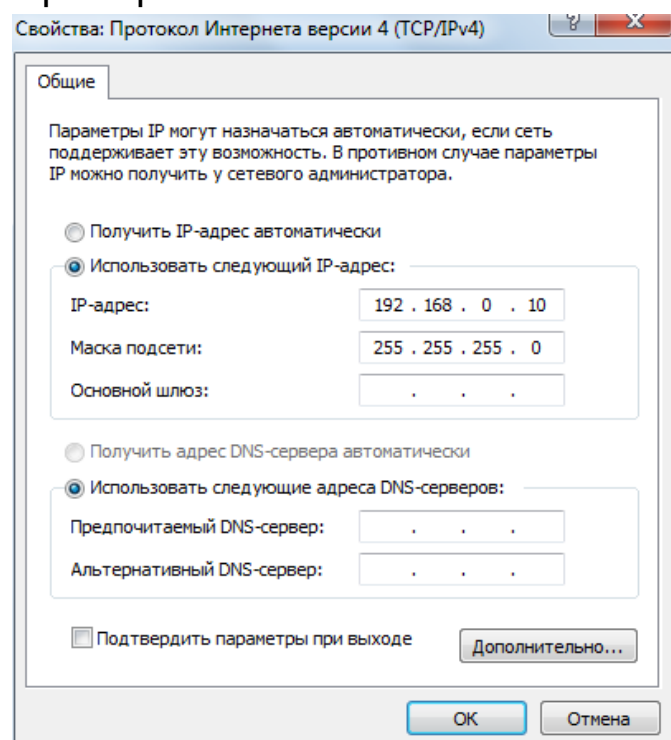 Свойства: Протокол Интернета версии 4 (TCP/IPv4)
Общие
Параметры IP могут назначаться автоматически, если сеть
поддерживает эту возможность. В противном случае параметры
IP можно получить у сетевого администратора.
Получить IP-адрес автоматически
Использовать следующий IP-адрес:
IP-адрес: 192 . 168 . 0 . 10
Маска подсети: 255 . 255 . 255 . 0
Основной шлюз: . . .
Получить адрес DNS-сервера автоматически
Использовать следующие адреса DNS-серверов:
Предпочитаемый DNS-сервер: . . .
Альтернативный DNS-сервер: . . .
Подтвердить параметры при выходе
Дополнительно...
ОК Отмена